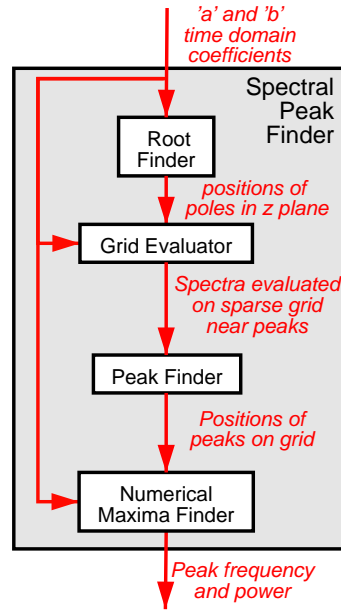 'a' and 'b'
time domain
coefficients
Spectral
Peak
Finder
Root
Finder
positions of
poles in z plane
Grid Evaluator
Spectra evaluated
on sparse grid
near peaks
Peak Finder
Positions of
peaks on grid
Numerical
Maxima Finder
Peak frequency
and power